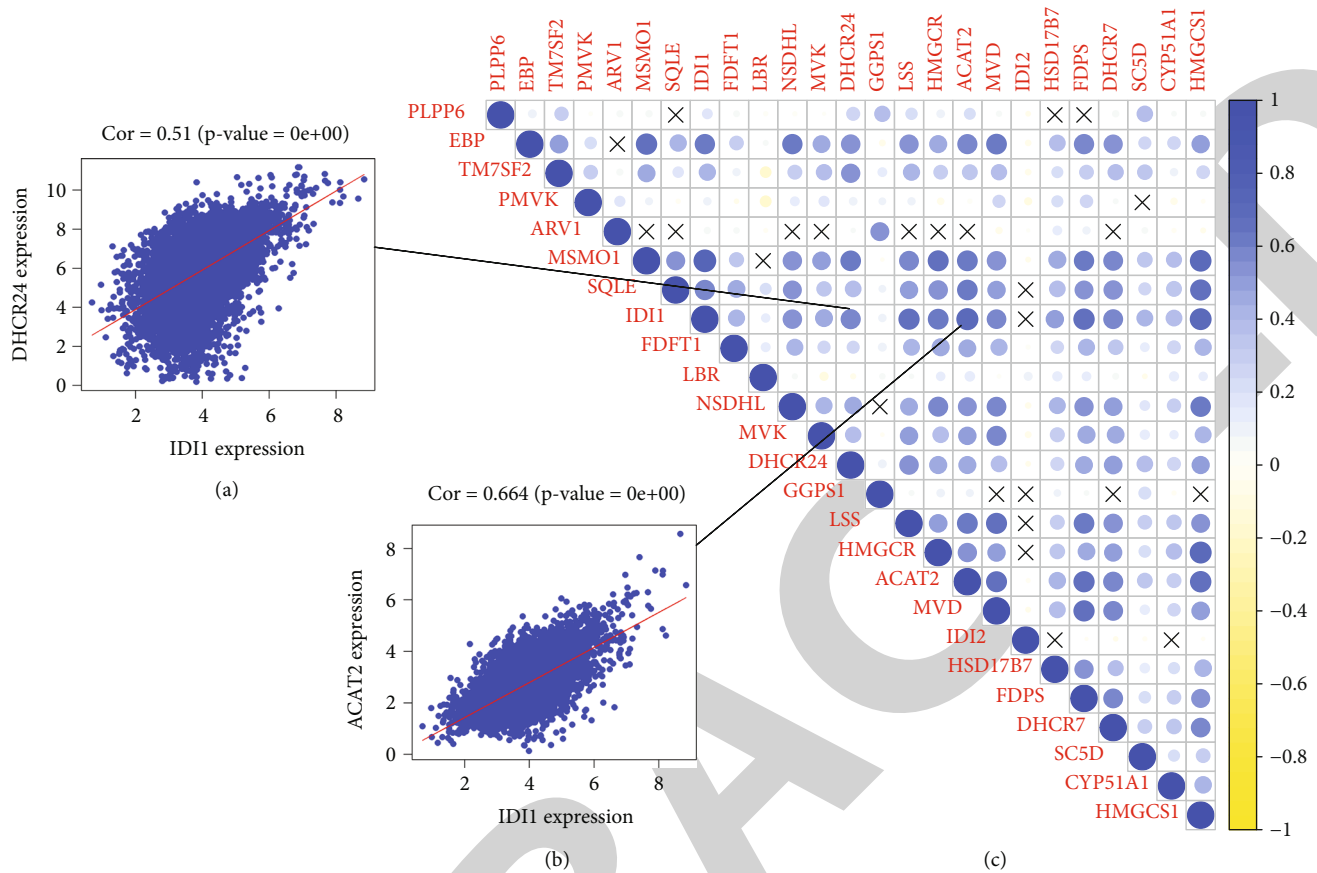 PLPP6
EBP
TM7SF2
PMVK
ARV1
MSMO1
SQLE
IDI1
FDFT1
LBR
NSDHL
MVK
DHCR24
GGPS1
LSS
HMGCR
ACAT2
MVD
IDI2
HSD17B7
FDPS
DHCR7
SC5D
CYP51A1
HMGCS1
PLPP6
EBP
TM7SF2
PMVK
ARV1
MSMO1
SQLE
IDI1
FDFT1
LBR
NSDHL
MVK
DHCR24
GGPS1
LSS
HMGCR
ACAT2
MVD
IDI2
HSD17B7
FDPS
DHCR7
SC5D
CYP51A1
HMGCS1
1
0.8
0.6
0.4
0.2
0
−0.2
−0.4
−0.6
−0.8
−1
(c)
Cor = 0.51 (p-value = 0e+00)
DHCR24 expression
10
8
6
4
2
0
2 4 6 8
IDI1 expression
(a)
Cor = 0.664 (p-value = 0e+00)
ACAT2 expression
8
6
4
2
0
2 4 6 8
IDI1 expression
(b)